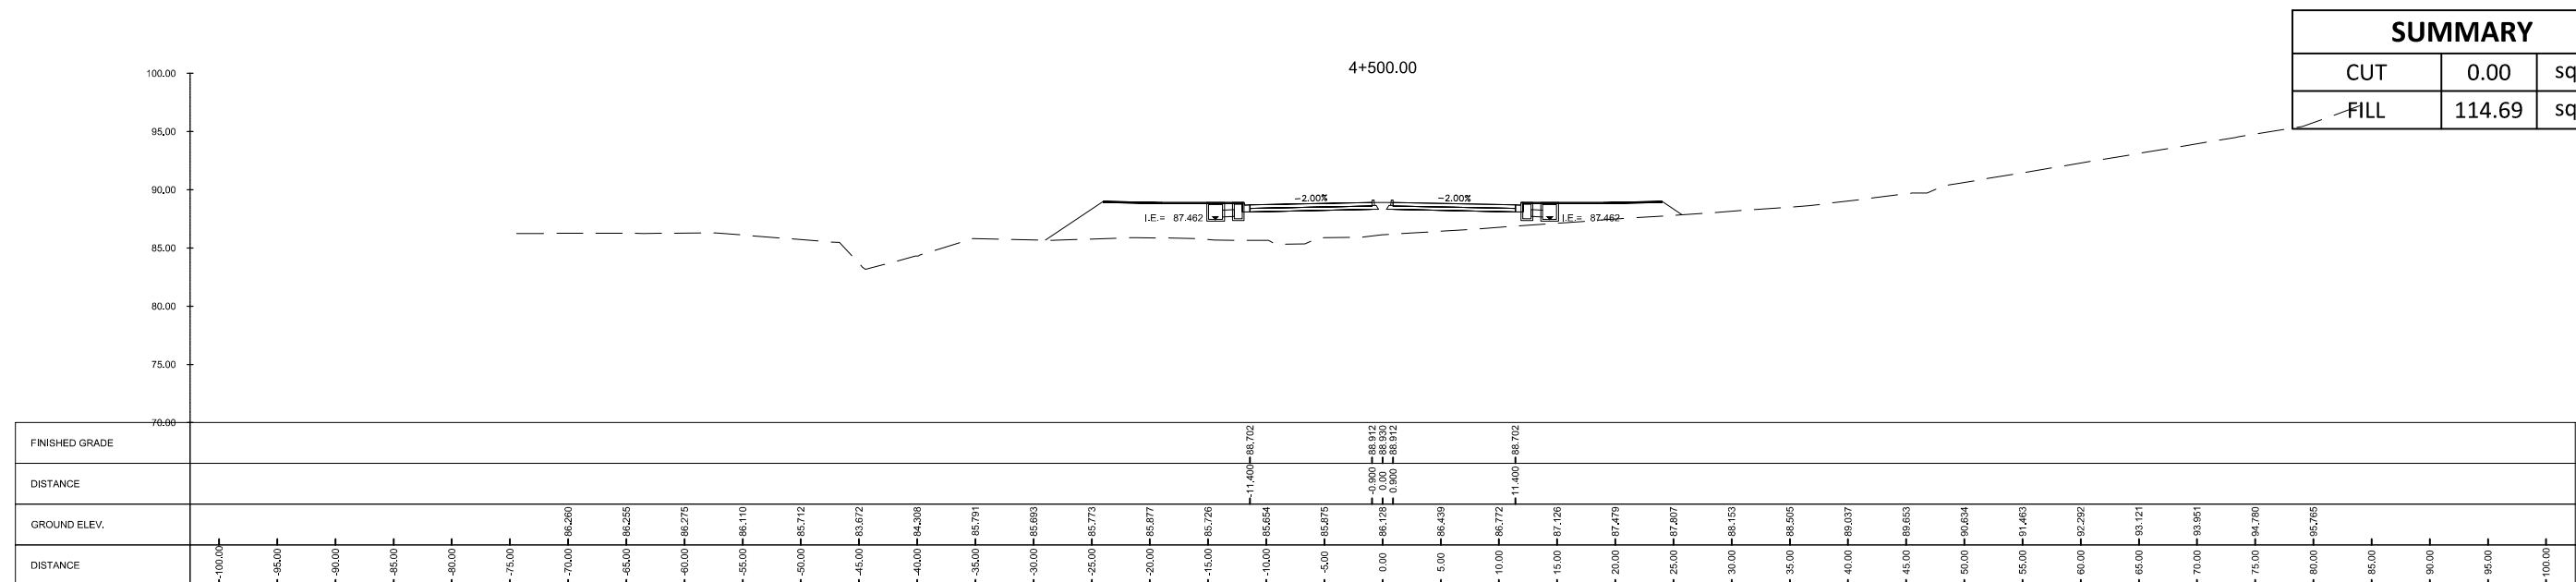 SUMMARY
4+500.00
CUT 0.00 sq
FILL 114.69 sq
100.00
95.00
90.00
85.00
80.00
75.00
70.00
-2.00% -2.00%
I.E.= 87.462 I.E.= 87.462
FINISHED GRADE 88.702 88.912 88.930 88.912 88.702
DISTANCE -11.400 -0.900 0.00 0.900 11.400
GROUND ELEV. 86.260 86.255 86.275 86.110 85.712 83.672 84.308 85.791 85.693 85.773 85.877 85.726 85.654 85.875 86.128 86.439 86.772 87.126 87.479 87.807 88.153 88.505 89.037 89.653 90.634 91.463 92.292 93.121 93.951 94.780 95.765
DISTANCE -100.00 -95.00 -90.00 -85.00 -80.00 -75.00 -70.00 -65.00 -60.00 -55.00 -50.00 -45.00 -40.00 -35.00 -30.00 -25.00 -20.00 -15.00 -10.00 -5.00 0.00 5.00 10.00 15.00 20.00 25.00 30.00 35.00 40.00 45.00 50.00 55.00 60.00 65.00 70.00 75.00 80.00 85.00 90.00 95.00 100.00